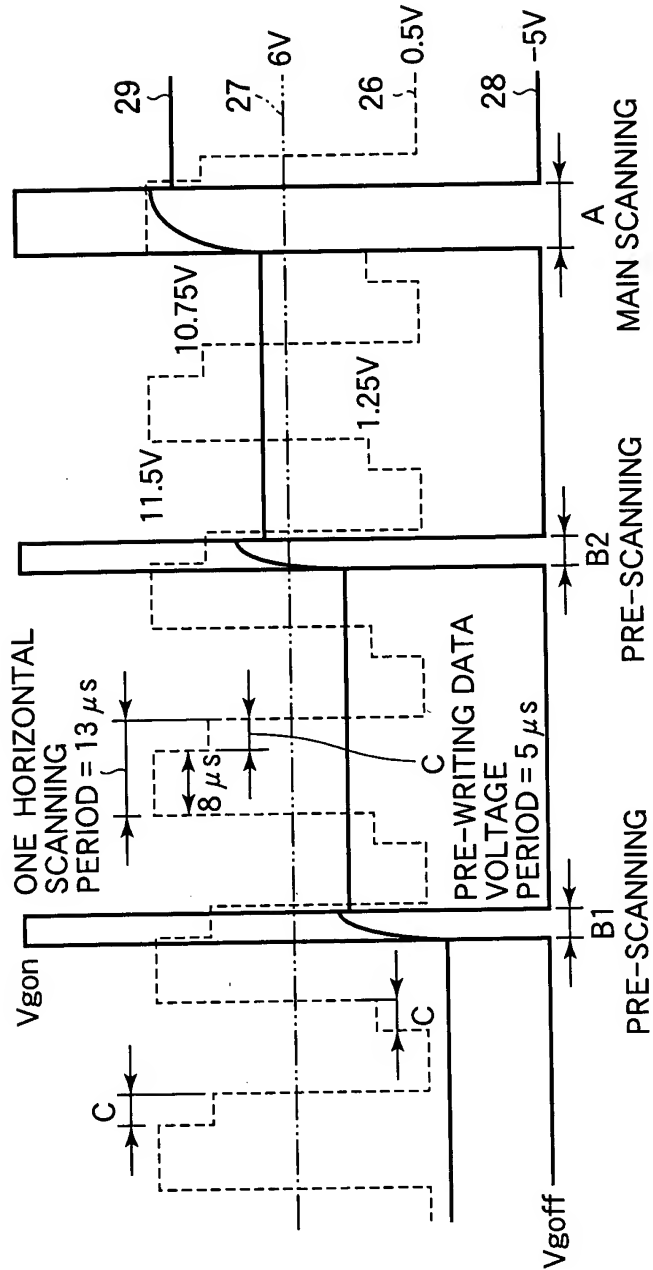 Vgon
ONE HORIZONTAL
SCANNING
PERIOD = 13 μs
8 μs
C
C
C
PRE-WRITING DATA
VOLTAGE
PERIOD = 5 μs
11.5V
10.75V
1.25V
29
27
6V
26
0.5V
28
-5V
Vgoff
B1
PRE-SCANNING
B2
PRE-SCANNING
A
MAIN SCANNING